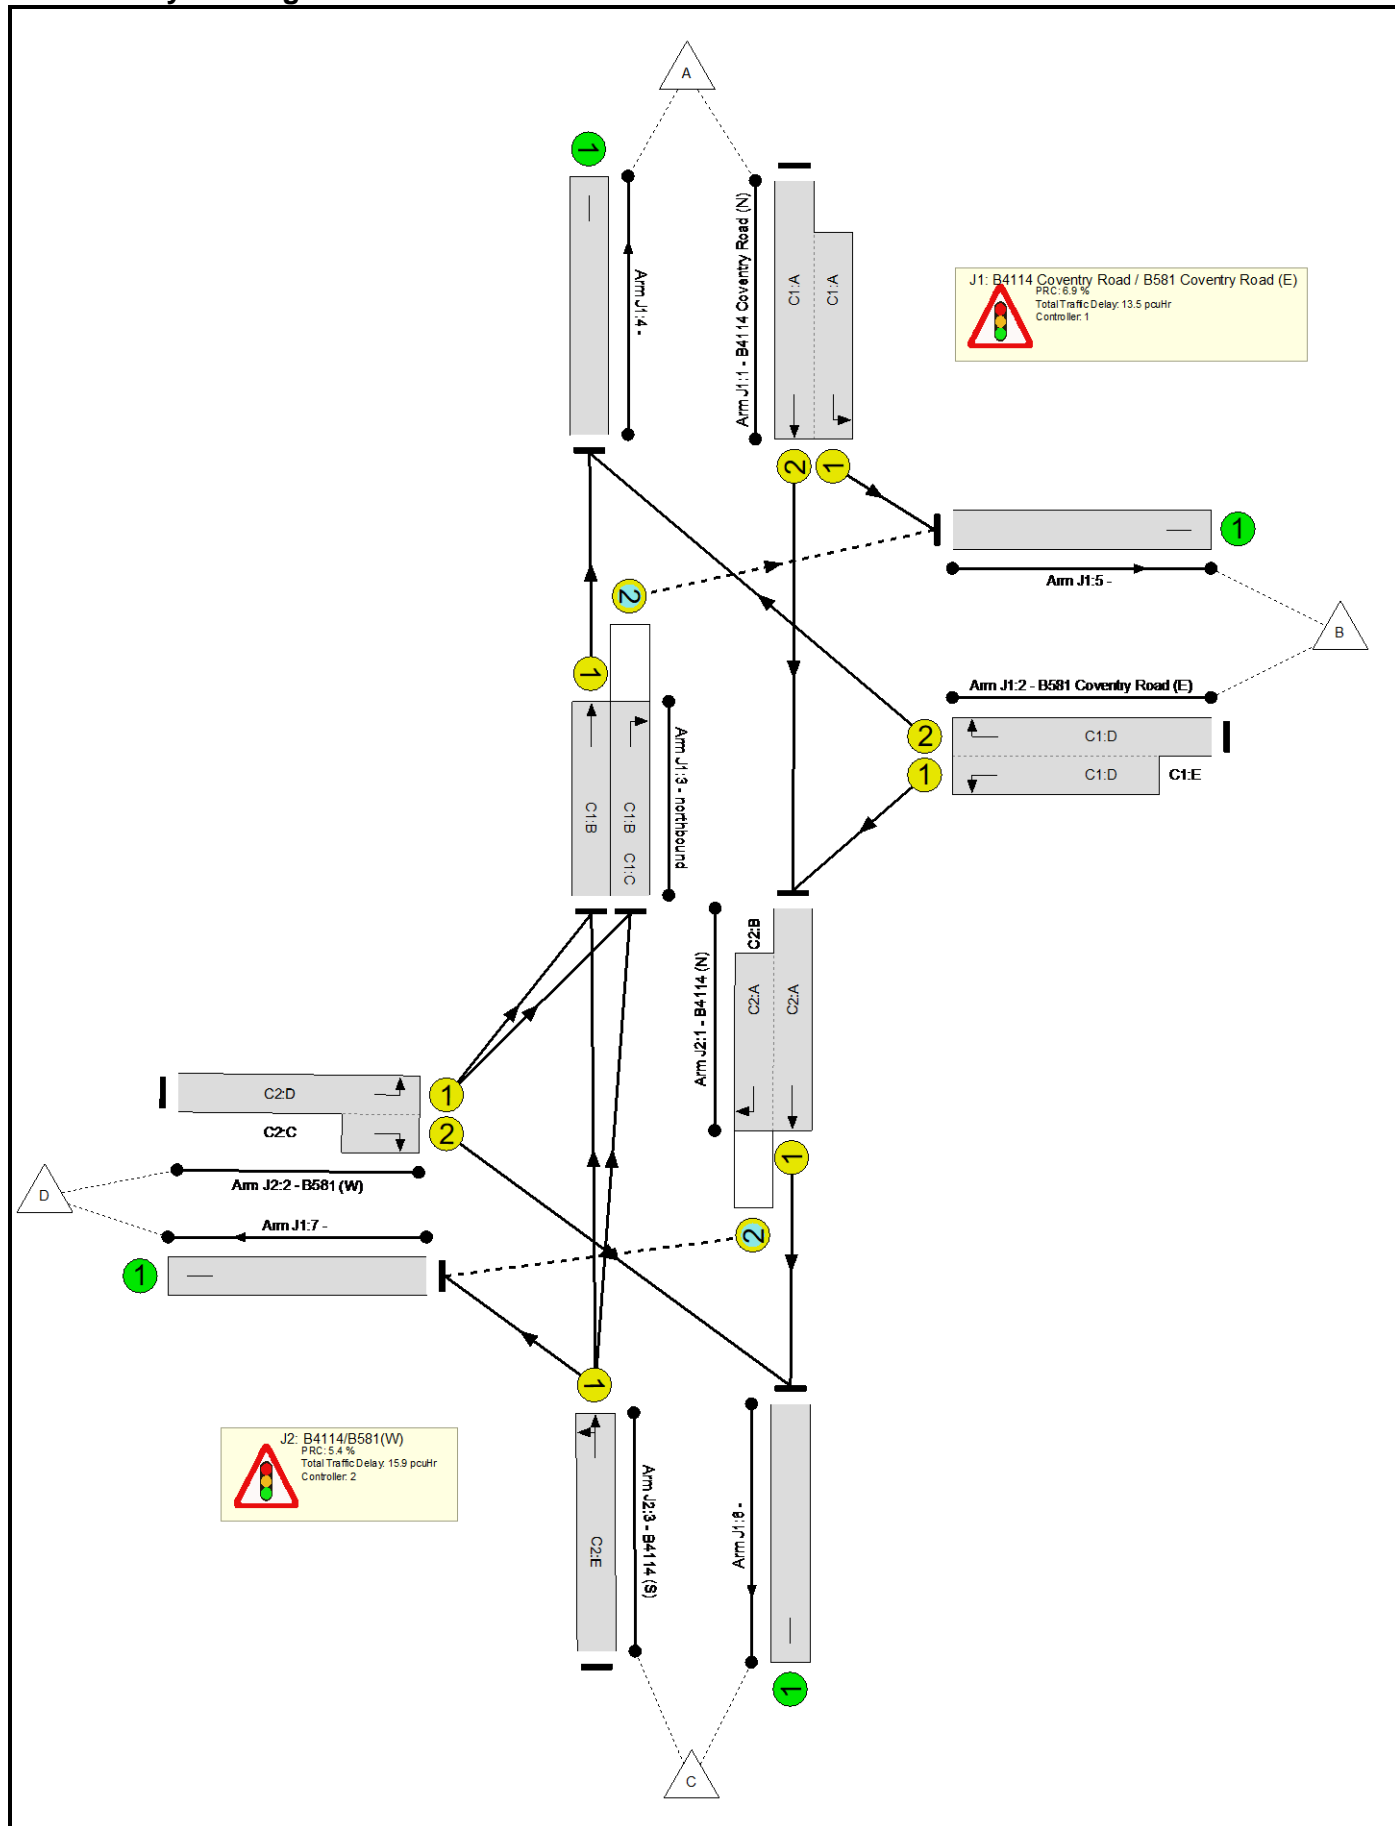 A
1
Arm J1:4 -
Arm J1:1 - B4114 Coventry Road (N)
C1:A
C1:A
2
1
J1: B4114 Coventry Road / B581 Coventry Road (E)
PRC: 6.9 %
Total Traffic Delay: 13.5 pcuHr
Controller: 1
1
Arm J1:5 -
B
2
1
Arm J1:2 - B581 Coventry Road (E)
2
C1:D
1
C1:D
C1:E
C1:B
C1:B
C1:C
Arm J1:3 - northbound
Arm J2:1 - B4114 (N)
C2:B
C2:A
C2:A
C2:D
1
C2:C
2
1
D
Arm J2:2 - B581 (W)
Arm J1:7 -
2
1
1
J2: B4114/B581(W)
PRC: 5.4 %
Total Traffic Delay: 15.9 pcuHr
Controller: 2
C2:E
Arm J2:3 - B4114 (S)
Arm J1:6 -
1
C